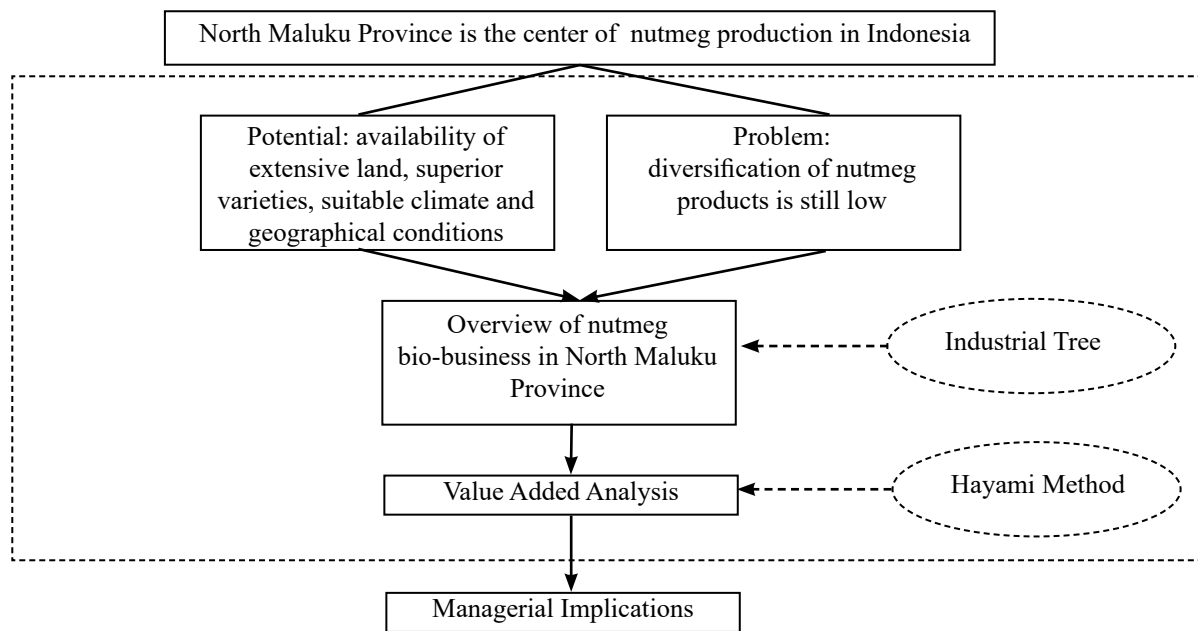 North Maluku Province is the center of nutmeg production in Indonesia
Potential: availability of
extensive land, superior
varieties, suitable climate and
geographical conditions
Problem:
diversification of nutmeg
products is still low
Overview of nutmeg
bio-business in North Maluku
Province
Industrial Tree
Value Added Analysis
Hayami Method
Managerial Implications